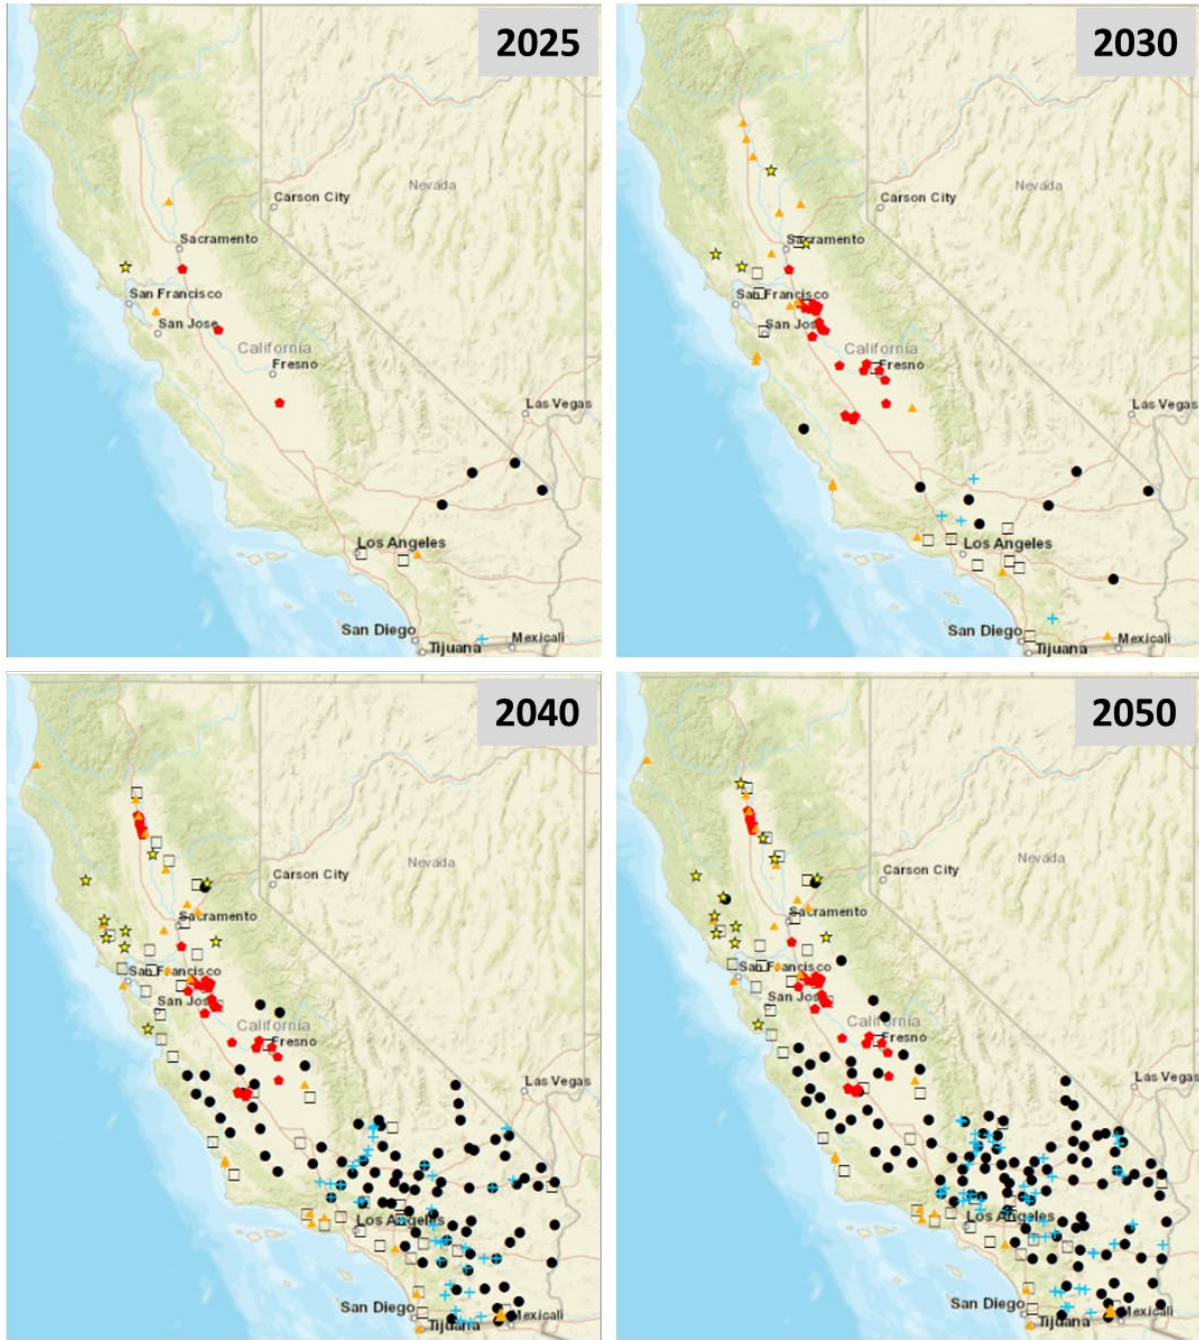 2025
Carson City
Nevada
Sacramento
San Francisco
San Jose
California
Fresno
Las Vegas
Los Angeles
San Diego
Mexicali
Tijuana
2030
Carson City
Nevada
Sacramento
San Francisco
San Jose
California
Fresno
Las Vegas
Los Angeles
San Diego
Mexicali
Tijuana
2040
Nevada
Carson City
Sacramento
San Francisco
San Jose
California
Fresno
Las Vegas
Los Angeles
San Diego
Mexicali
Tijuana
2050
Nevada
Carson City
Sacramento
San Francisco
San Jose
California
Fresno
Las Vegas
Los Angeles
San Diego
Mexicali
Tijuana